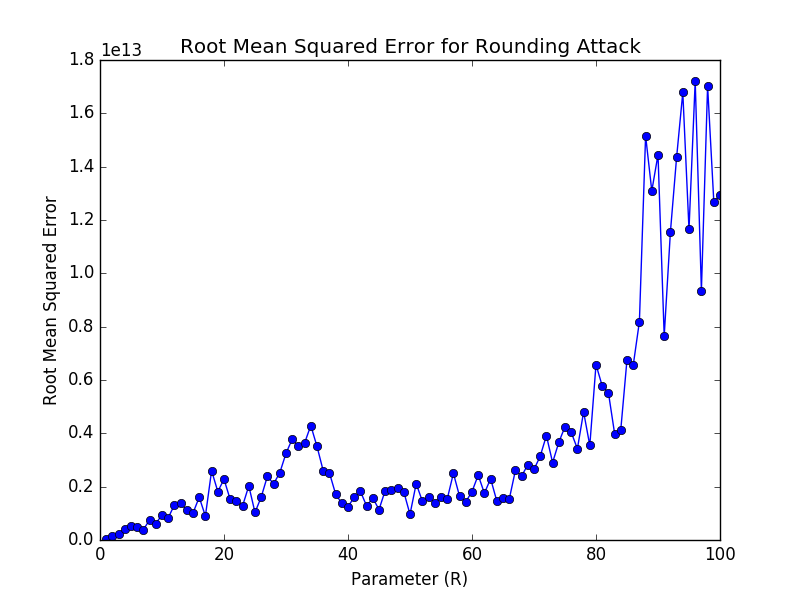 Root Mean Squared Error for Rounding Attack
1e13
1.8
1.6
1.4
1.2
1.0
0.8
0.6
0.4
0.2
0.0
Root Mean Squared Error
0 20 40 60 80 100
Parameter (R)